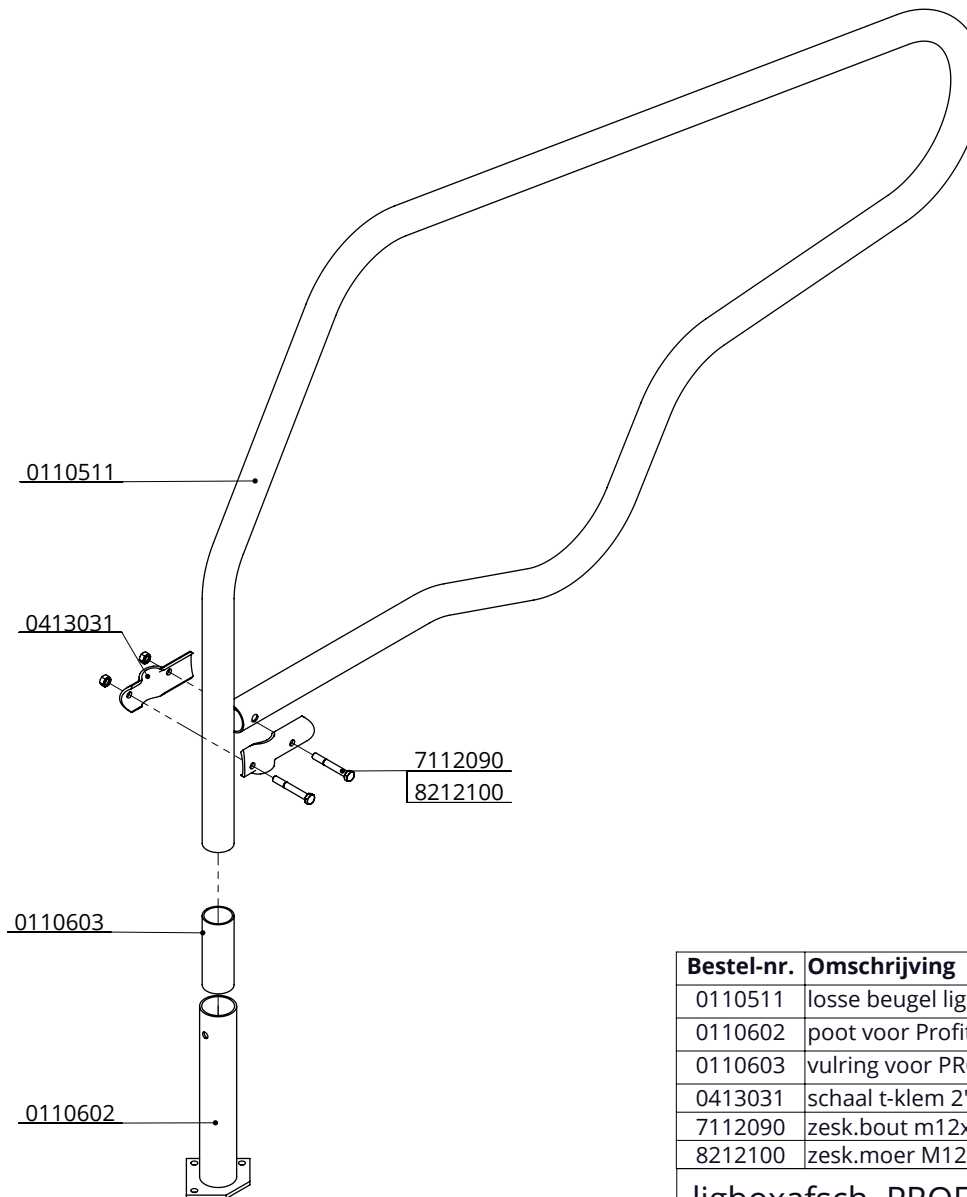 0110511
0413031
7112090
8212100
0110603
0110602
Bestel-nr. Omschrijving
0110511 losse beugel lig
0110602 poot voor Profi
0110603 vulring voor PR
0413031 schaal t-klem 2"
7112090 zesk.bout m12x
8212100 zesk.moer M12